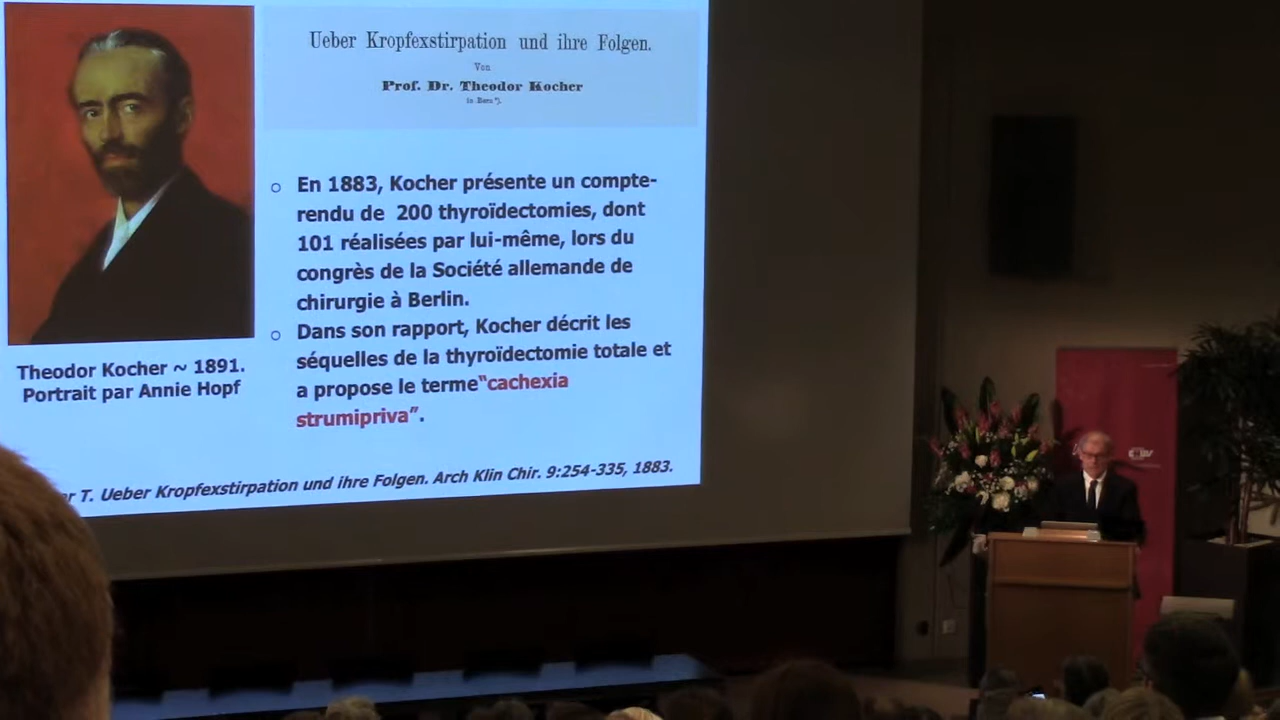 Ueber Kropfexstirpation und ihre Folgen.
Von
Prof. Dr. Theodor Kocher
in Bern*).
○ En 1883, Kocher présente un compte-
rendu de 200 thyroïdectomies, dont
101 réalisées par lui-même, lors du
congrès de la Société allemande de
chirurgie à Berlin.
○ Dans son rapport, Kocher décrit les
séquelles de la thyroïdectomie totale et
a propose le terme"cachexia
strumipriva".
Theodor Kocher ~ 1891.
Portrait par Annie Hopf
T. Ueber Kropfexstirpation und ihre Folgen. Arch Klin Chir. 9:254-335, 1883.